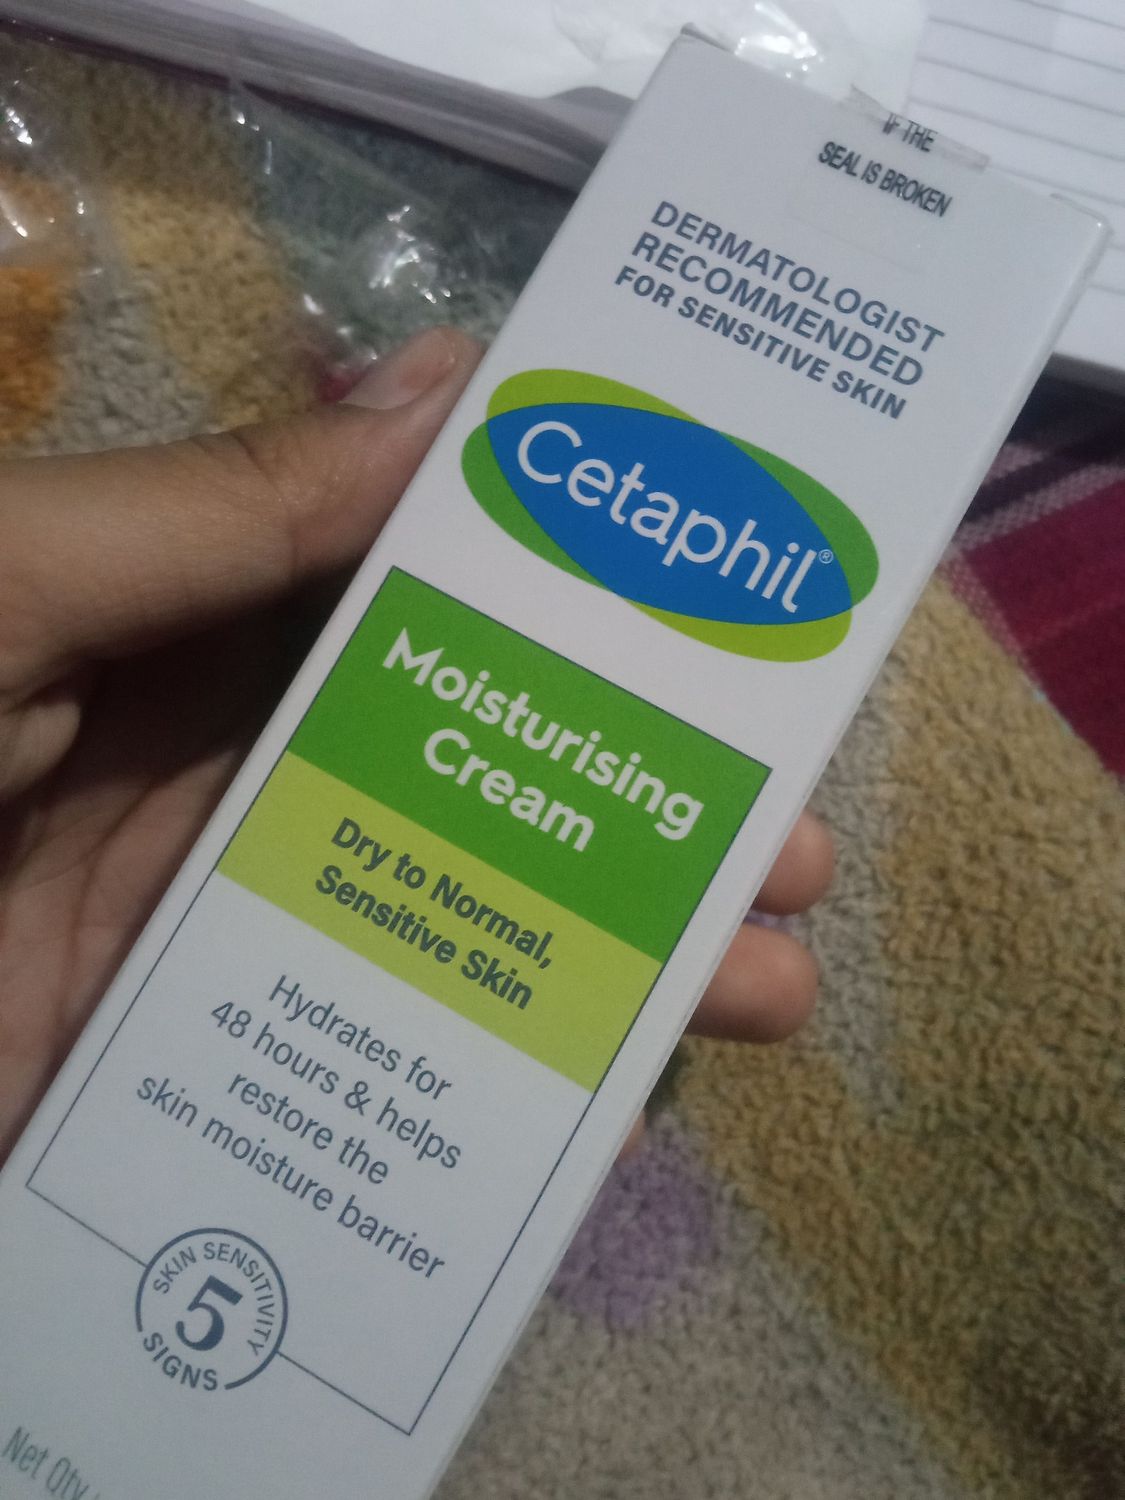 IF THE
SEAL IS BROKEN
DERMATOLOGIST
RECOMMENDED
FOR SENSITIVE SKIN
Cetaphil®
Moisturising
Cream
Dry to Normal,
Sensitive Skin
Hydrates for
48 hours & helps
restore the
skin moisture barrier
SKIN SENSITIVITY
5
SIGNS
Net Qty